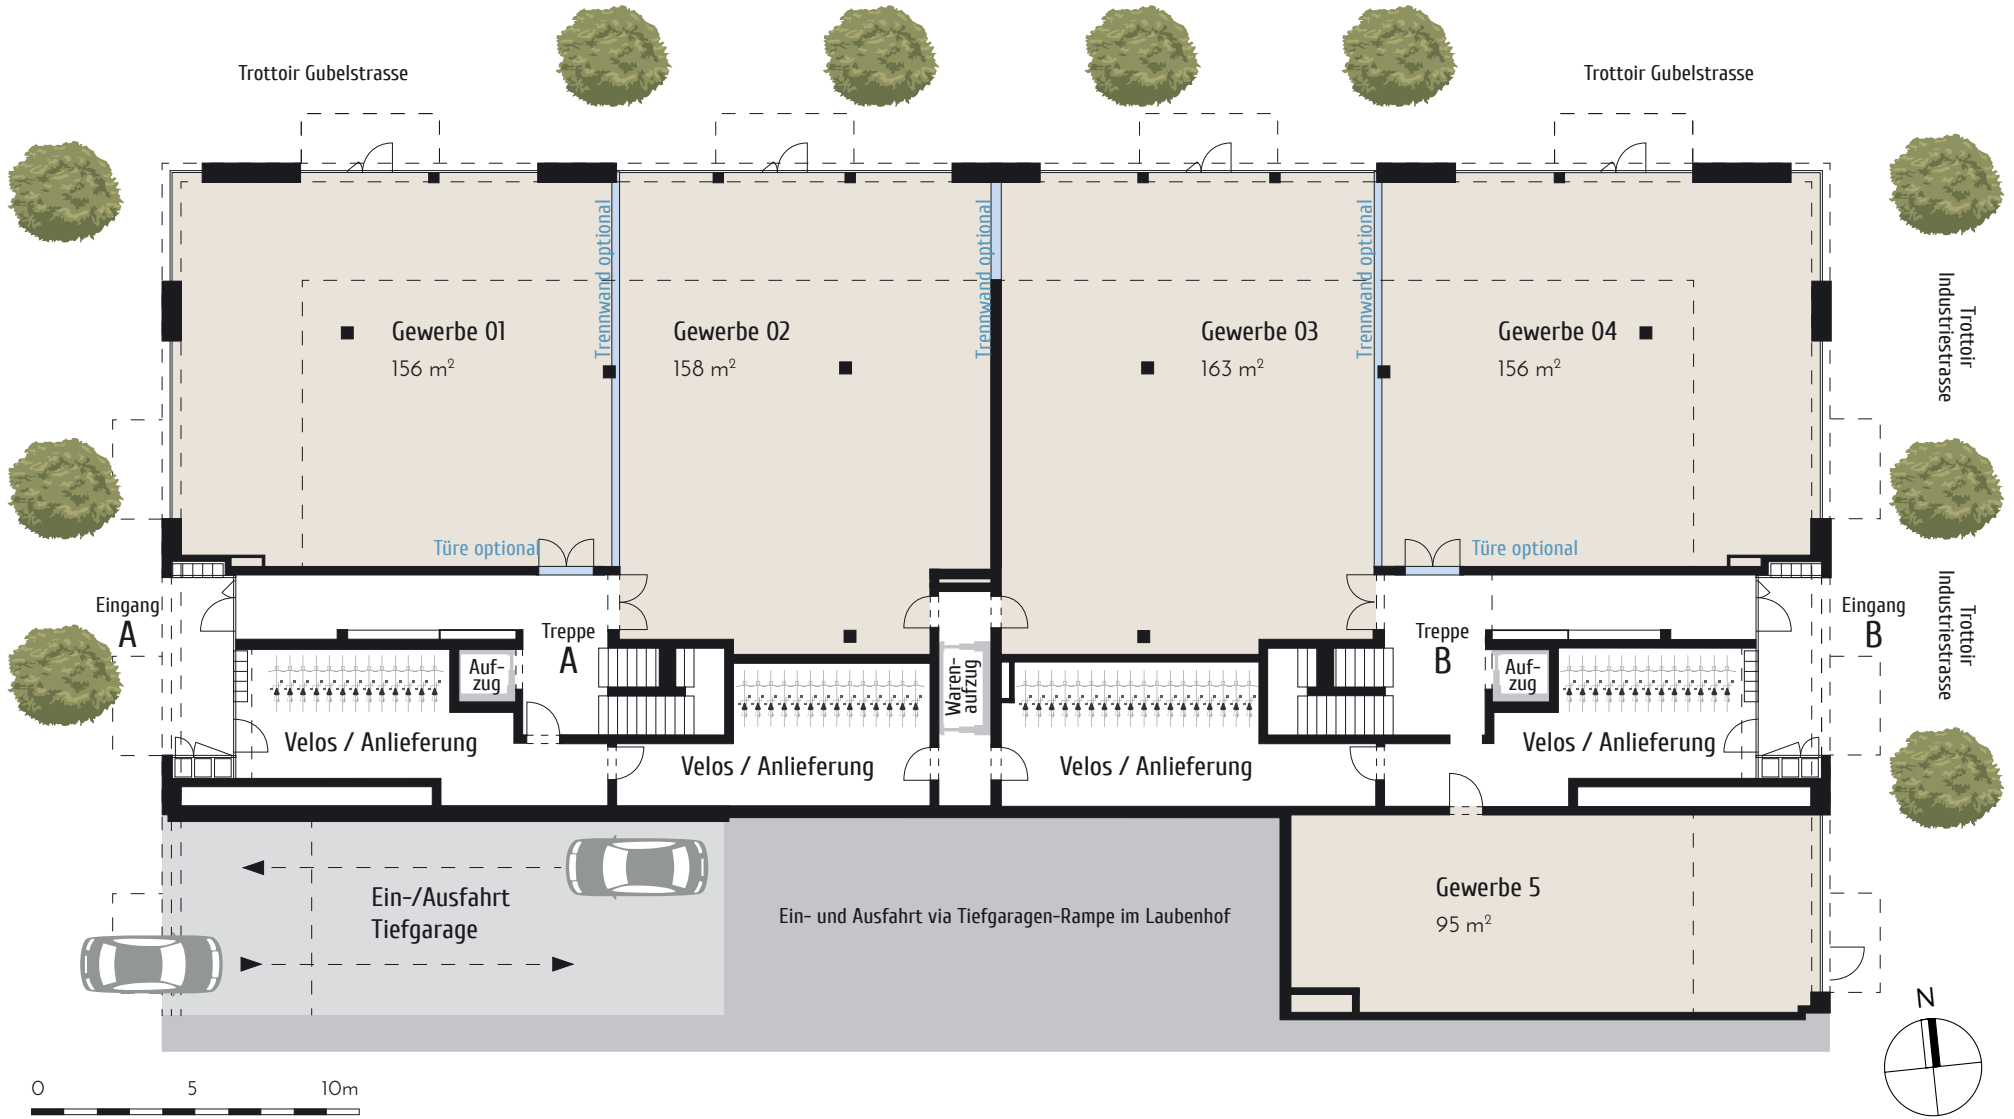 Trottoir Gubelstrasse
Trottoir Gubelstrasse
Trennwand optional
Trennwand optional
Trennwand optional
Gewerbe 01
156 m²
Gewerbe 02
158 m²
Gewerbe 03
163 m²
Gewerbe 04
156 m²
Trottoir
Industriestrasse
Türe optional
Türe optional
Eingang
A
Treppe
A
Auf-
zug
Waren-
aufzug
Treppe
B
Auf-
zug
Eingang
B
Trottoir
Industriestrasse
Velos / Anlieferung
Velos / Anlieferung
Velos / Anlieferung
Velos / Anlieferung
Ein-/Ausfahrt
Tiefgarage
Ein- und Ausfahrt via Tiefgaragen-Rampe im Laubenhof
Gewerbe 5
95 m²
N
0 5 10m